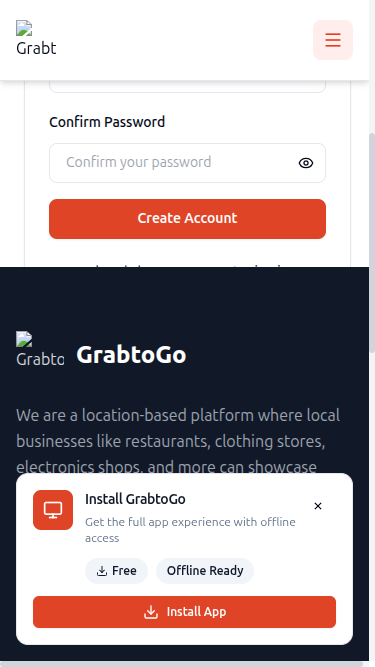 Grabt
Confirm Password
Confirm your password
Create Account
Grabto
GrabtoGo
We are a location-based platform where local
businesses like restaurants, clothing stores,
electronics shops, and more can showcase
Install GrabtoGo
Get the full app experience with offline
access
Free
Offline Ready
Install App